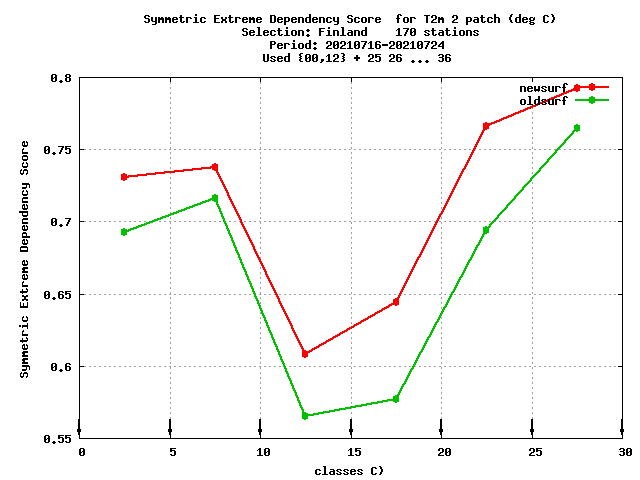 Symmetric Extreme Dependency Score  for T2m 2 patch (deg C)
Selection: Finland    170 stations
Period: 20210716-20210724
Used {00,12} + 25 26 ... 36
newsurf
oldsurf
Symmetric Extreme Dependency Score
0.8
0.75
0.7
0.65
0.6
0.55
0 5 10 15 20 25 30
classes C)